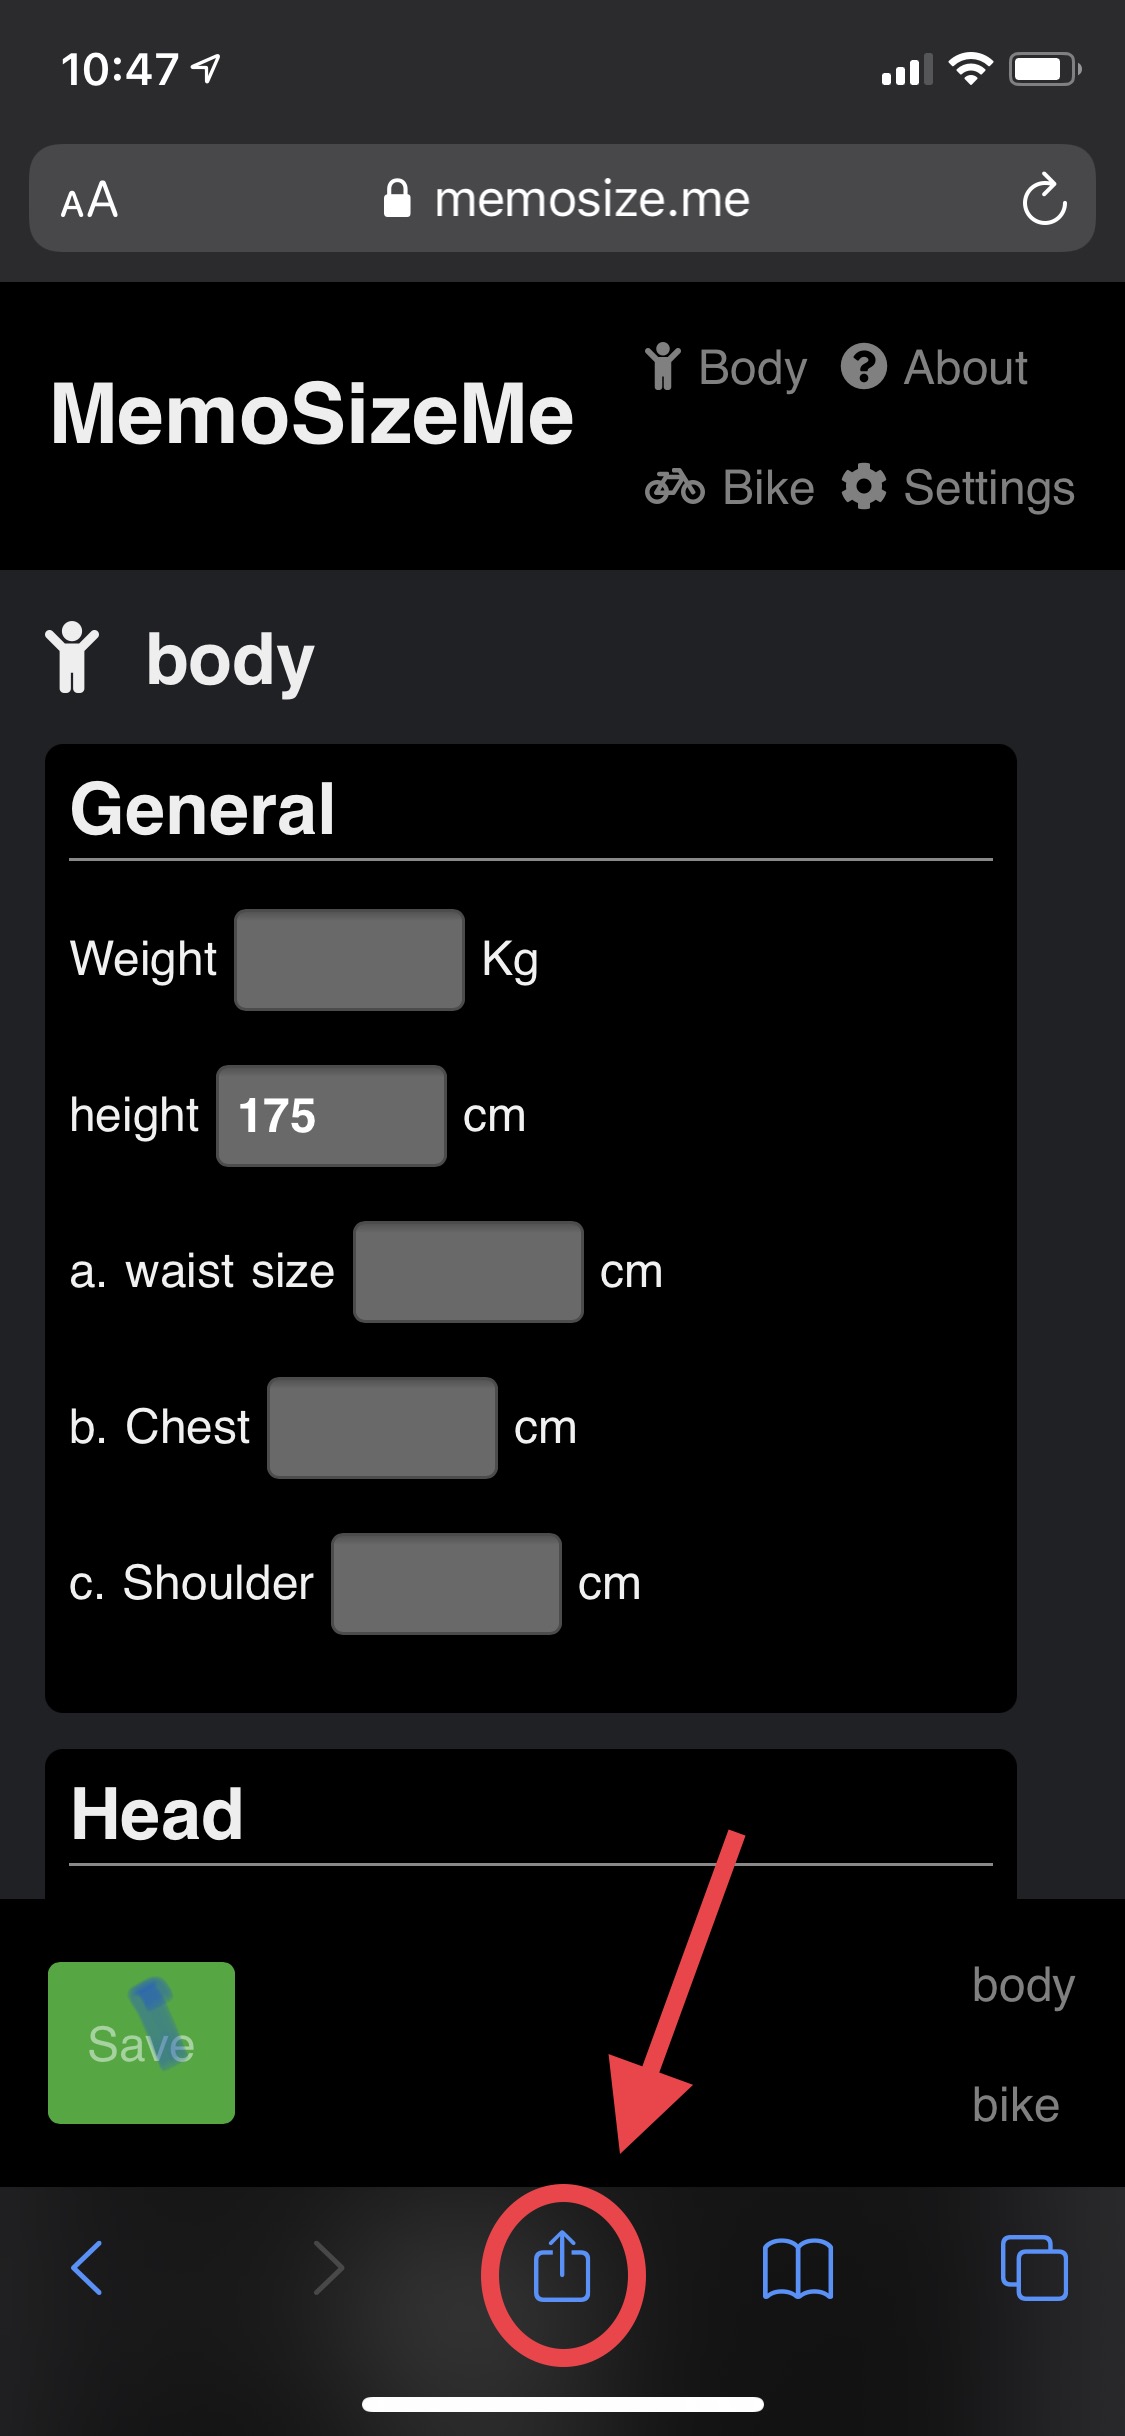 10:47
AA memosize.me
MemoSizeMe
Body About
Bike Settings
body
General
Weight Kg
height 175 cm
a. waist size cm
b. Chest cm
c. Shoulder cm
Head
Save
body
bike